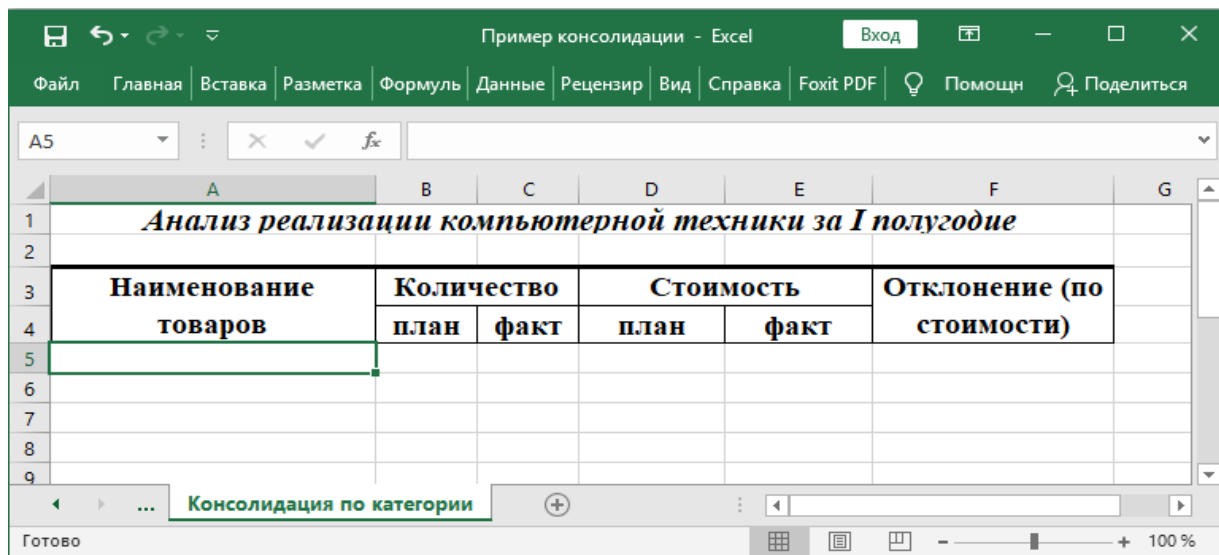 Пример консолидации - Excel Вход
Файл Главная Вставка Разметка Формуль Данные Рецензир Вид Справка Foxit PDF Помощн Поделиться
A5 fx
A B C D E F G
1 Анализ реализации компьютерной техники за I полугодие
2
3 Наименование Количество Стоимость Отклонение (по
4 товаров план факт план факт стоимости)
5
6
7
8
9
... Консолидация по категории
Готово 100 %